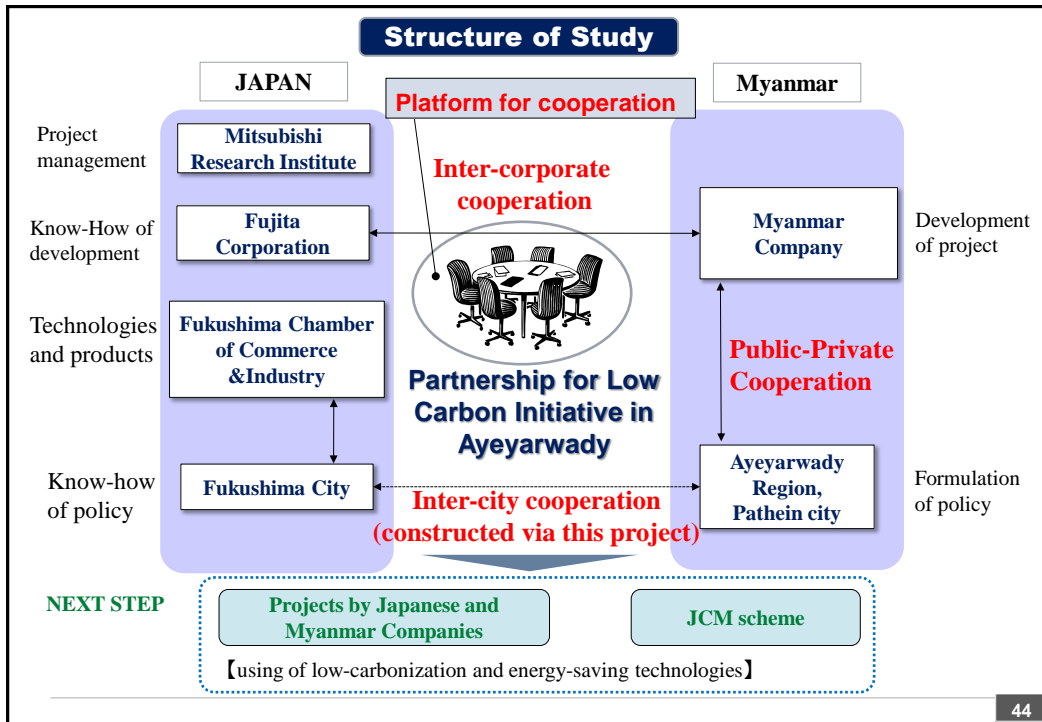 Structure of Study
JAPAN
Platform for cooperation
Myanmar
Project
management
Mitsubishi
Research Institute
Inter-corporate
cooperation
Know-How of
development
Fujita
Corporation
Myanmar
Company
Development
of project
Technologies
and products
Fukushima Chamber
of Commerce
&Industry
Public-Private
Cooperation
Partnership for Low
Carbon Initiative in
Ayeyarwady
Know-how
of policy
Fukushima City
Inter-city cooperation
(constructed via this project)
Ayeyarwady
Region,
Pathein city
Formulation
of policy
NEXT STEP
Projects by Japanese and
Myanmar Companies
JCM scheme
【using of low-carbonization and energy-saving technologies】
44